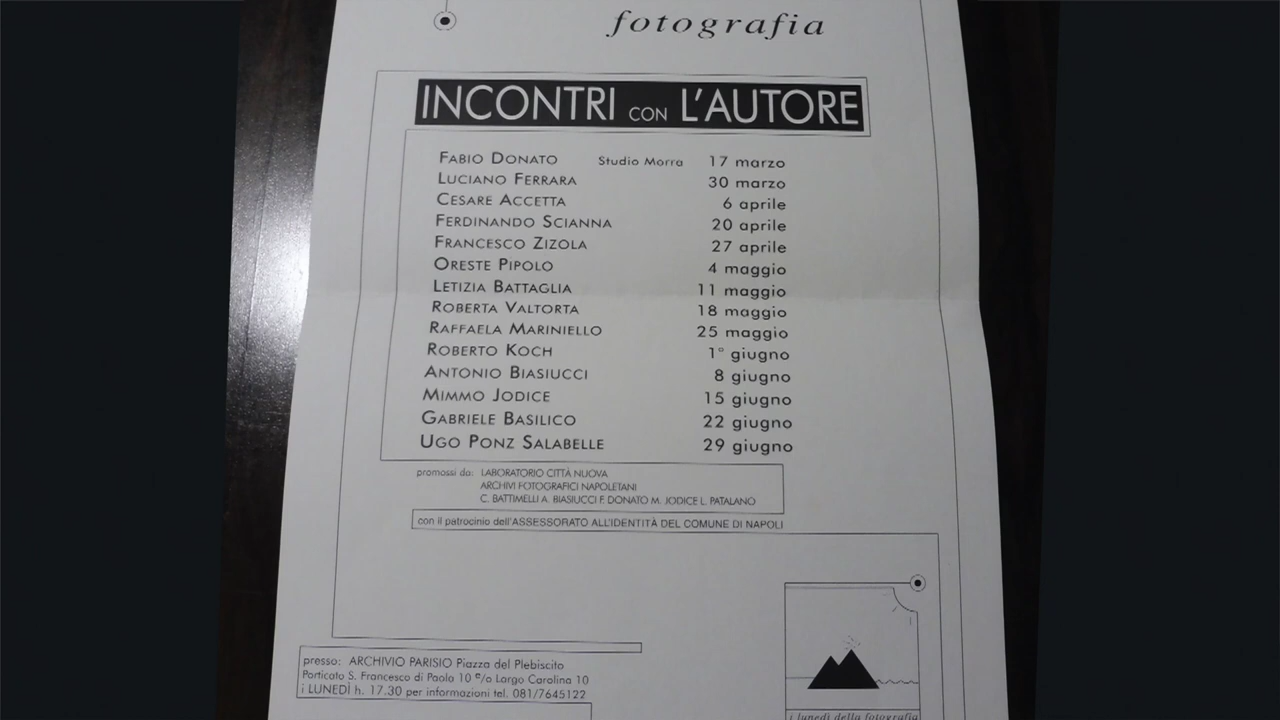 fotografia
INCONTRI CON L'AUTORE
FABIO DONATO Studio Morra 17 marzo
LUCIANO FERRARA 30 marzo
CESARE ACCETTA 6 aprile
FERDINANDO SCIANNA 20 aprile
FRANCESCO ZIZOLA 27 aprile
ORESTE PIPOLO 4 maggio
LETIZIA BATTAGLIA 11 maggio
ROBERTA VALTORTA 18 maggio
RAFFAELA MARINIELLO 25 maggio
ROBERTO KOCH 1° giugno
ANTONIO BIASIUCCI 8 giugno
MIMMO JODICE 15 giugno
GABRIELE BASILICO 22 giugno
UGO PONZ SALABELLE 29 giugno
promossi da: LABORATORIO CITTÀ NUOVA
ARCHIVI FOTOGRAFICI NAPOLETANI
C. BATTIMELLI A. BIASIUCCI F. DONATO M. JODICE L. PATALANO
con il patrocinio dell'ASSESSORATO ALL'IDENTITÀ DEL COMUNE DI NAPOLI
presso: ARCHIVIO PARISIO Piazza del Plebiscito
Porticato S. Francesco di Paola 10 e/o Largo Carolina 10
i LUNEDÌ h. 17.30 per informazioni tel. 081/7645122
i lunedì della fotografia